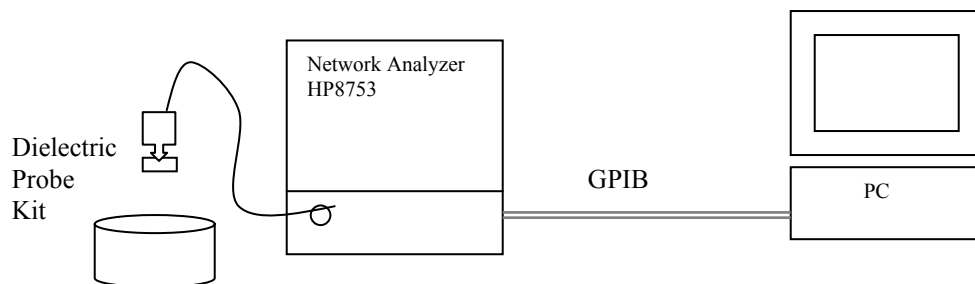 Network Analyzer
HP8753
Dielectric
Probe
Kit
GPIB
PC